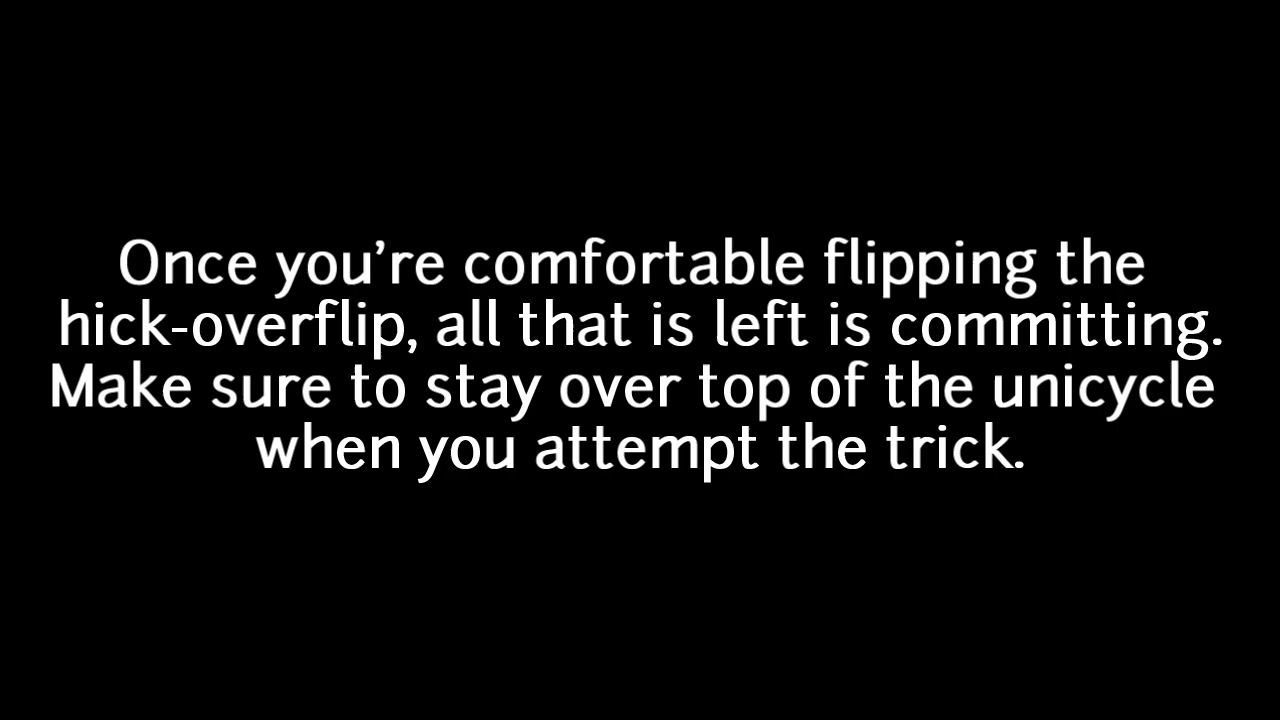 Once you’re comfortable flipping the
hick-overflip, all that is left is committing.
Make sure to stay over top of the unicycle
when you attempt the trick.